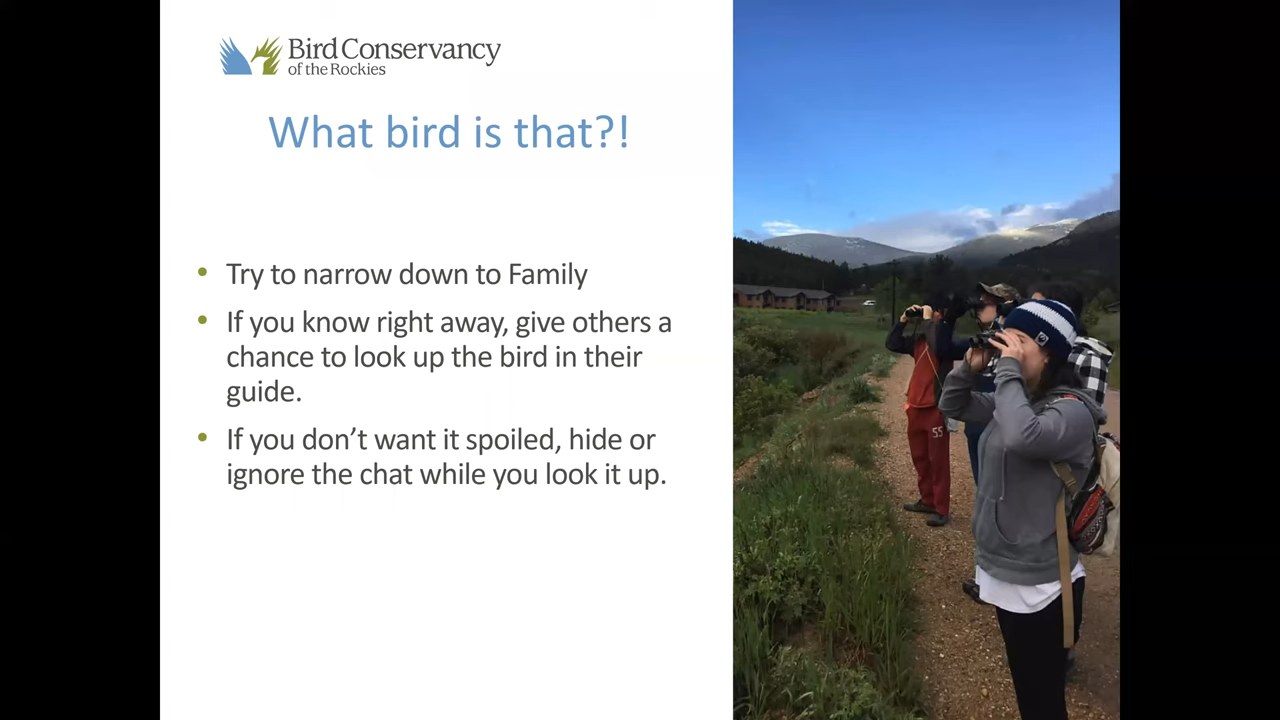 Bird Conservancy
of the Rockies
What bird is that?!
• Try to narrow down to Family
• If you know right away, give others a
chance to look up the bird in their
guide.
• If you don’t want it spoiled, hide or
ignore the chat while you look it up.
55